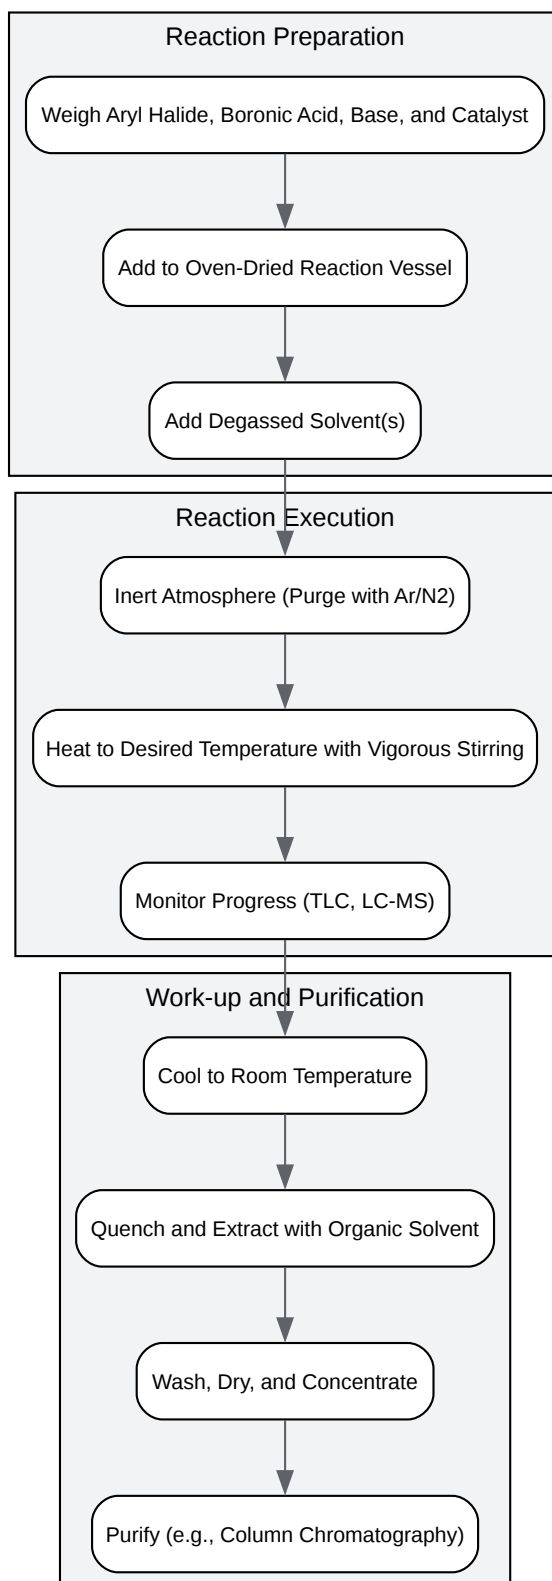 Reaction Preparation
Weigh Aryl Halide, Boronic Acid, Base, and Catalyst
Add to Oven-Dried Reaction Vessel
Add Degassed Solvent(s)
Reaction Execution
Inert Atmosphere (Purge with Ar/N2)
Heat to Desired Temperature with Vigorous Stirring
Monitor Progress (TLC, LC-MS)
Work-up and Purification
Cool to Room Temperature
Quench and Extract with Organic Solvent
Wash, Dry, and Concentrate
Purify (e.g., Column Chromatography)